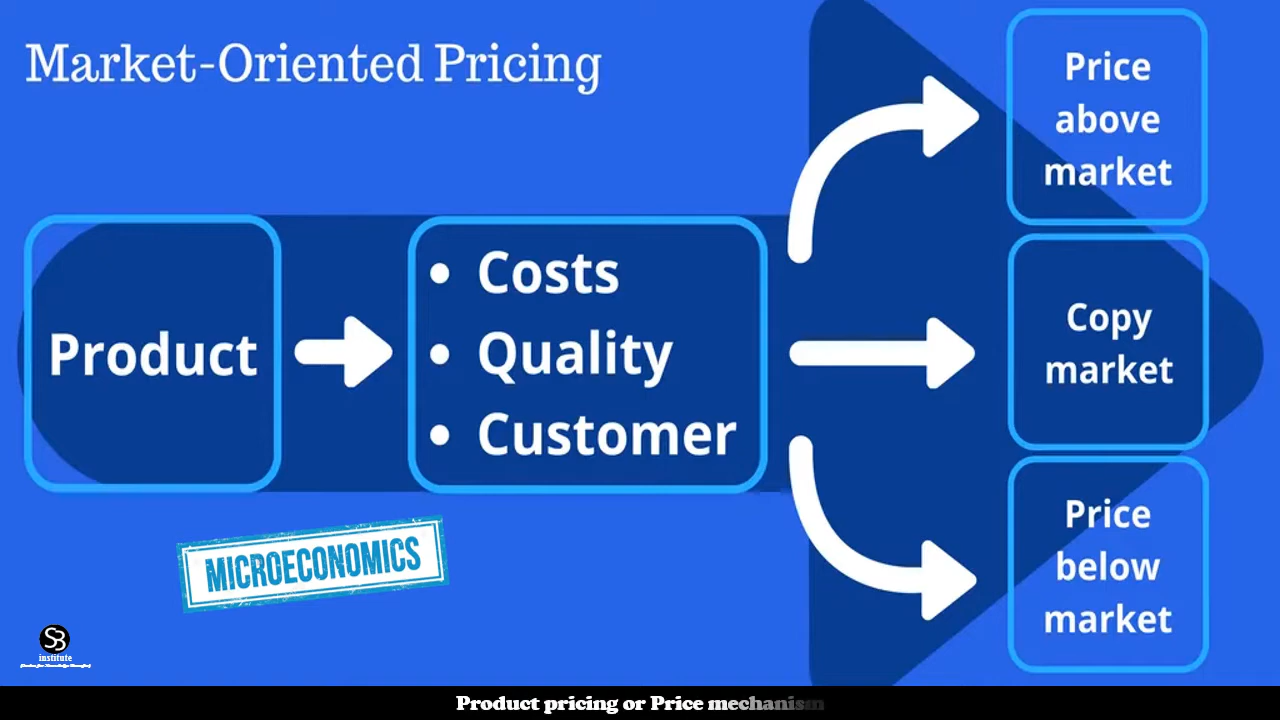 Market-Oriented Pricing
Product
• Costs
• Quality
• Customer
Price
above
market
Copy
market
Price
below
market
MICROECONOMICS
SB
institute
Product pricing or Price mechanism